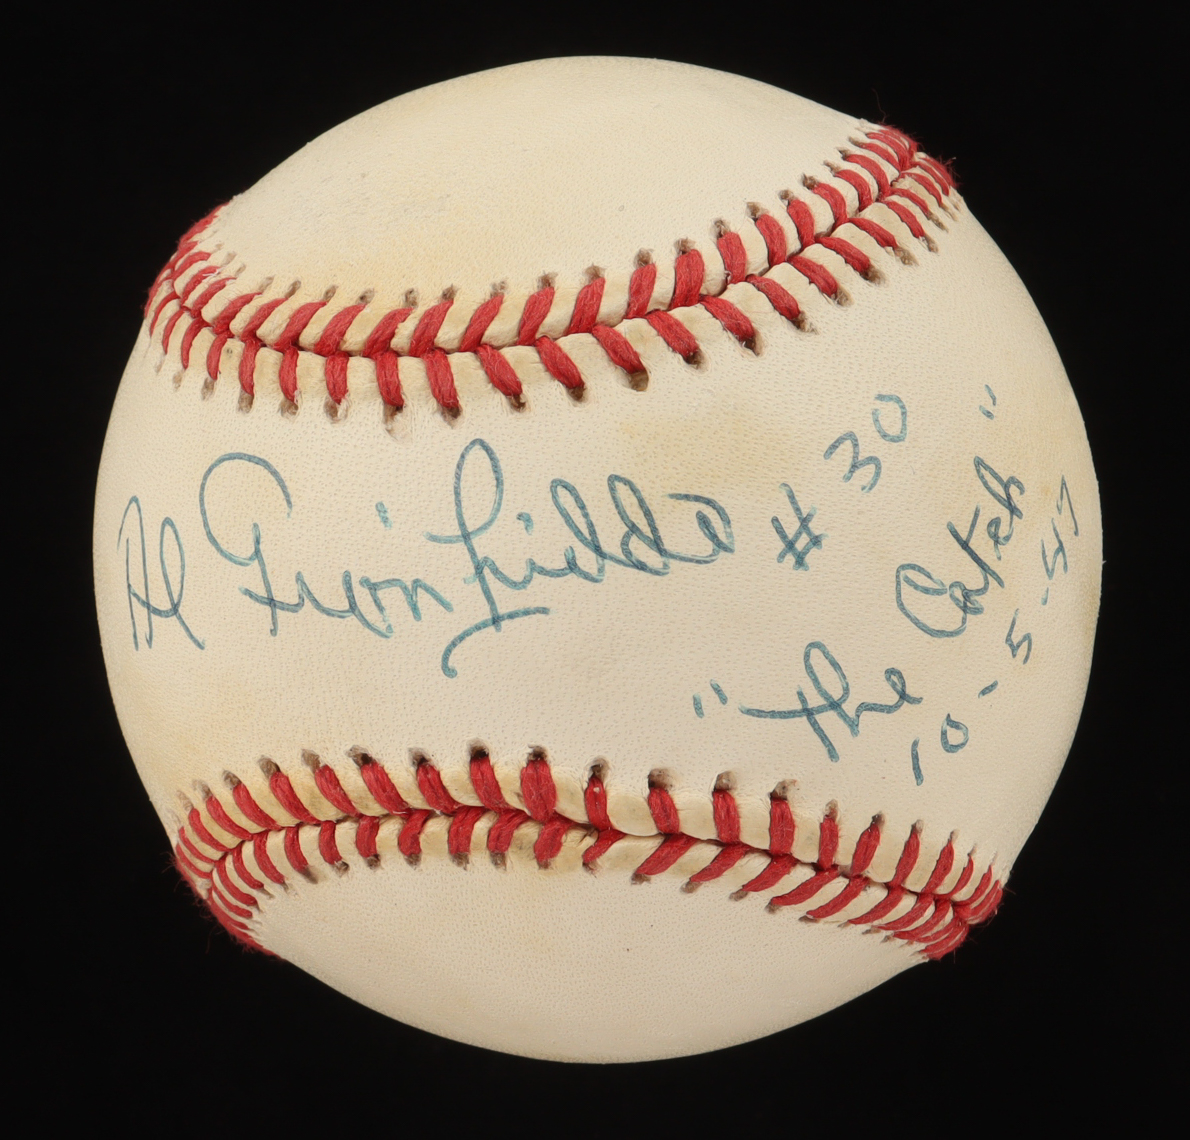 Al Gionfriddo #30
"The Catch"
10-5-47